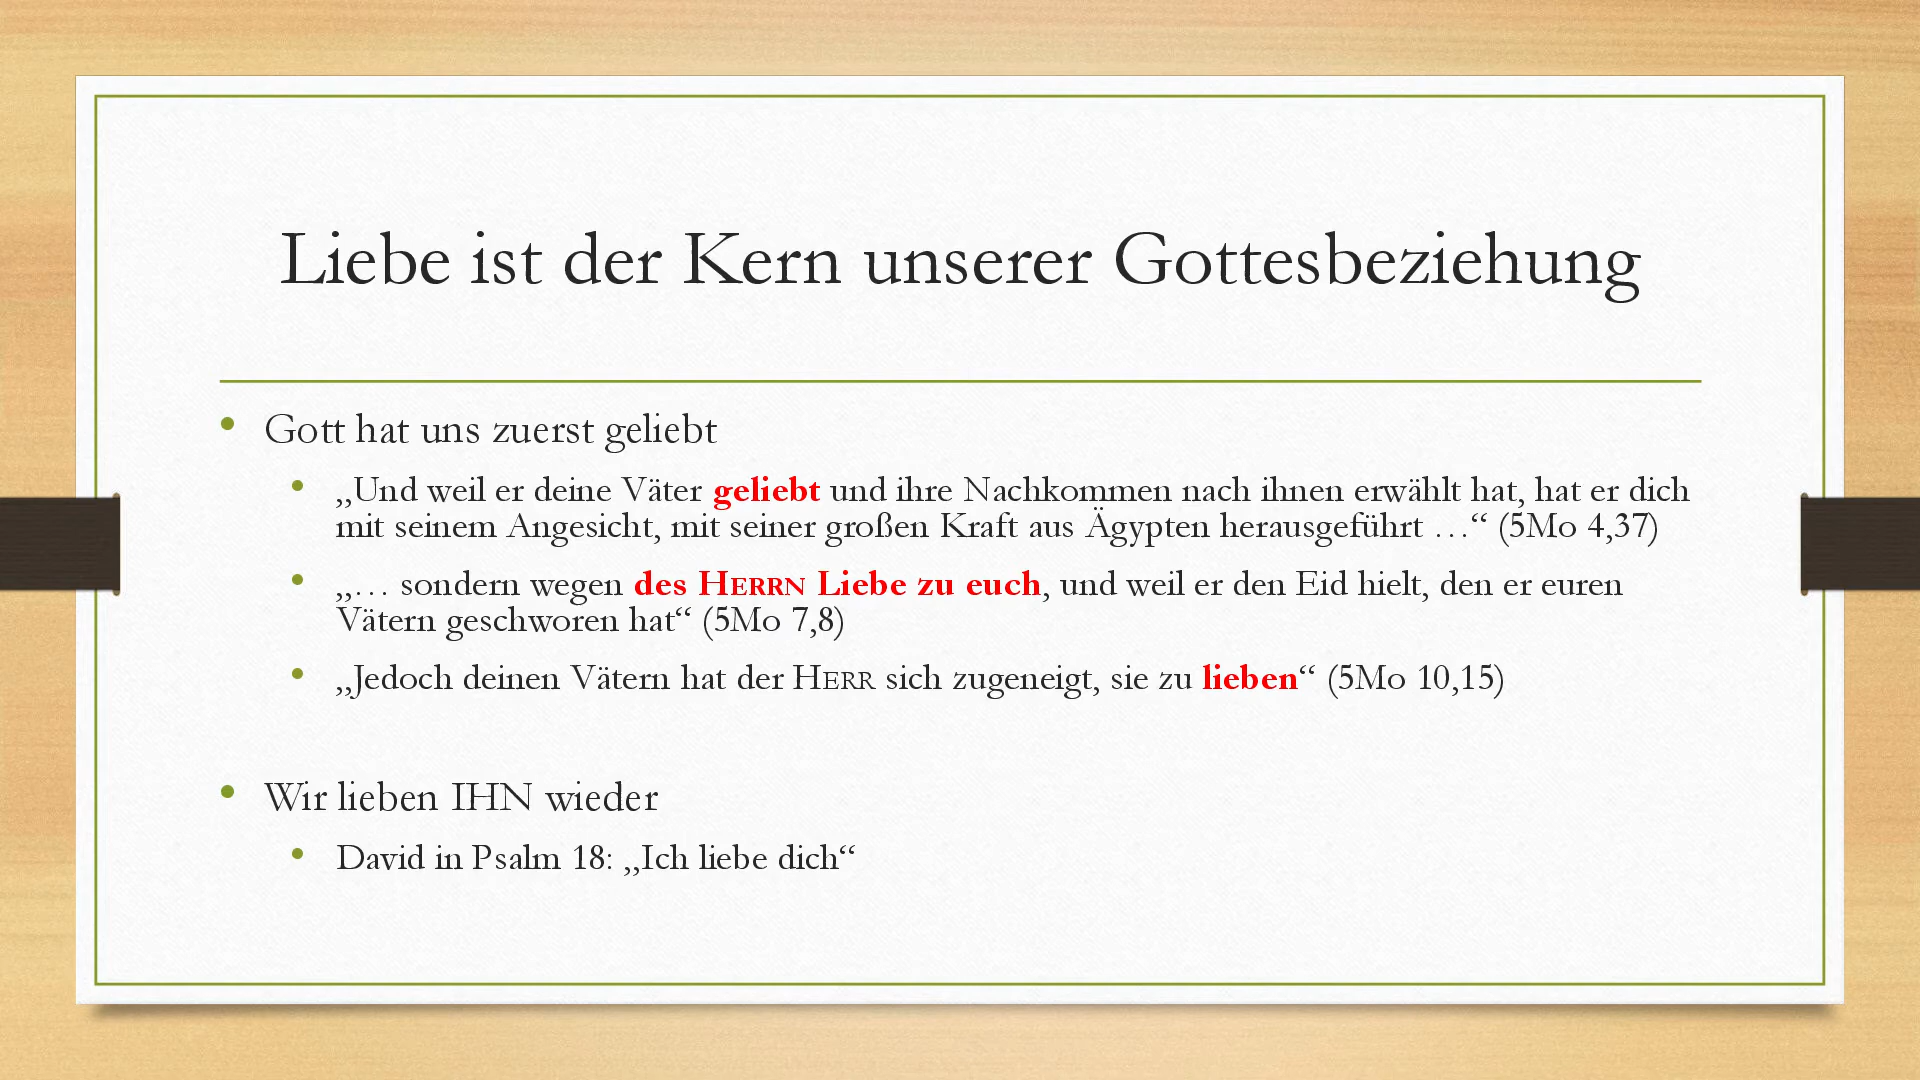 Liebe ist der Kern unserer Gottesbeziehung
• Gott hat uns zuerst geliebt
• „Und weil er deine Väter geliebt und ihre Nachkommen nach ihnen erwählt hat, hat er dich
mit seinem Angesicht, mit seiner großen Kraft aus Ägypten herausgeführt …“ (5Mo 4,37)
• „… sondern wegen des HERRN Liebe zu euch, und weil er den Eid hielt, den er euren
Vätern geschworen hat“ (5Mo 7,8)
• „Jedoch deinen Vätern hat der HERR sich zugeneigt, sie zu lieben“ (5Mo 10,15)
• Wir lieben IHN wieder
• David in Psalm 18: „Ich liebe dich“